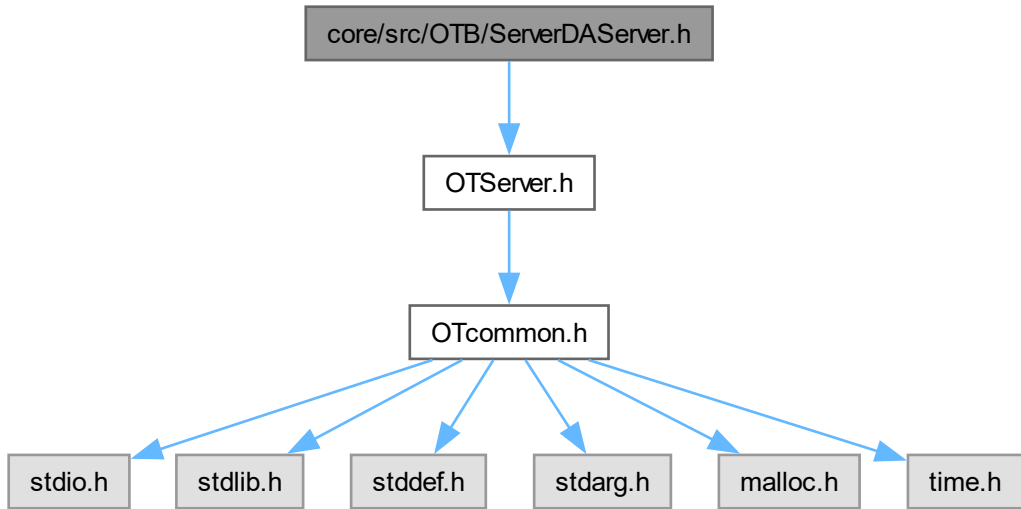 core/src/OTB/ServerDAServer.h
OTServer.h
OTcommon.h
stdio.h
stdlib.h
stddef.h
stdarg.h
malloc.h
time.h